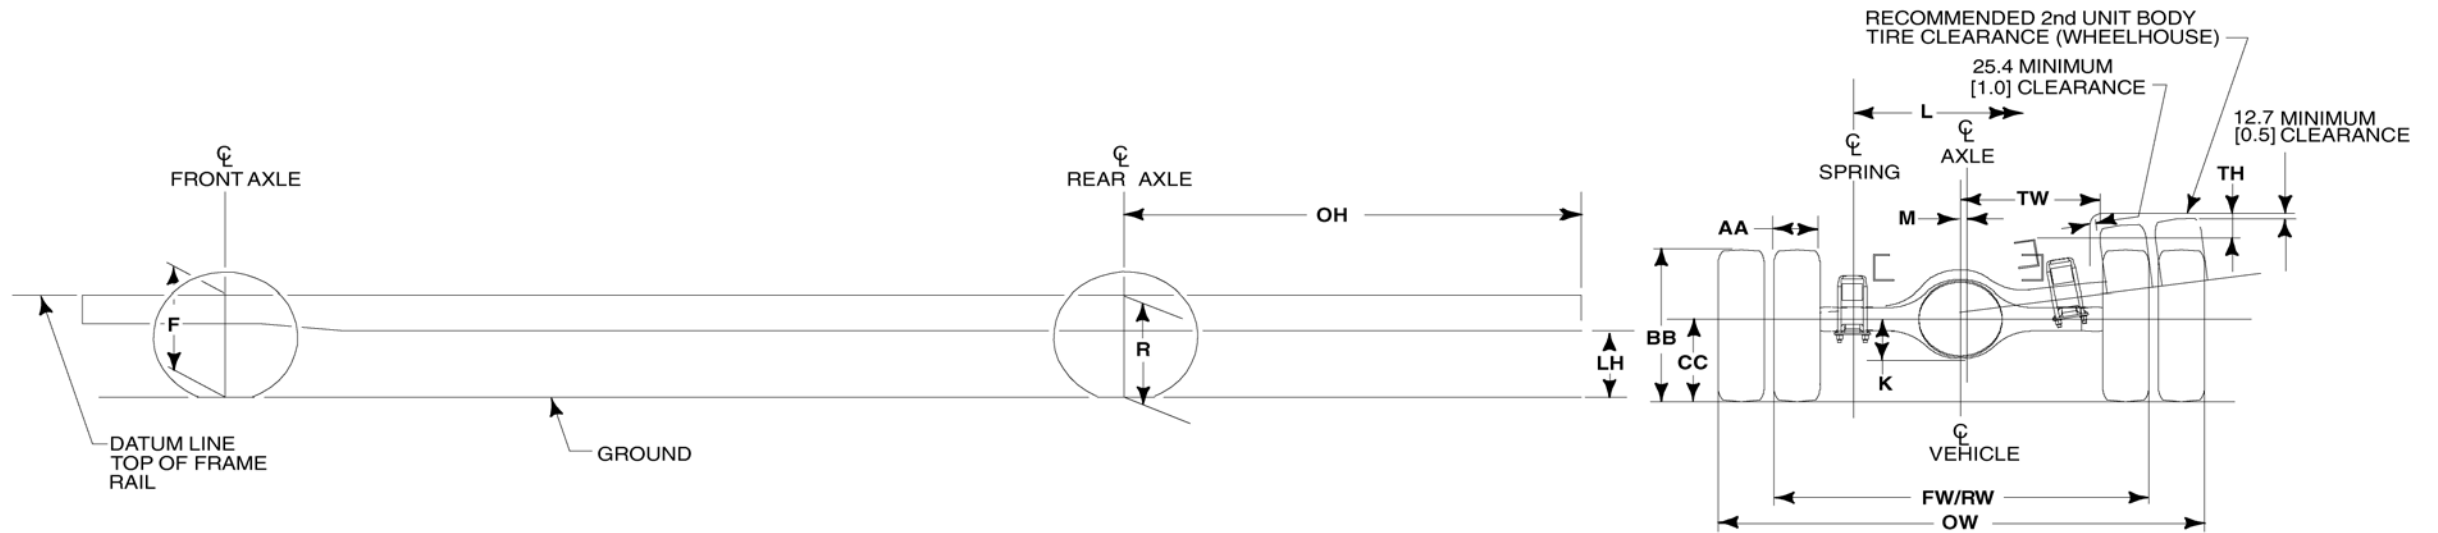 RECOMMENDED 2nd UNIT BODY
TIRE CLEARANCE (WHEELHOUSE)
25.4 MINIMUM
[1.0] CLEARANCE
12.7 MINIMUM
[0.5] CLEARANCE
L
℄
FRONT AXLE
℄
REAR AXLE
℄
SPRING
℄
AXLE
TH
TW
M
OH
AA
F
R
LH
BB
CC
K
DATUM LINE
TOP OF FRAME
RAIL
GROUND
℄
VEHICLE
FW/RW
OW